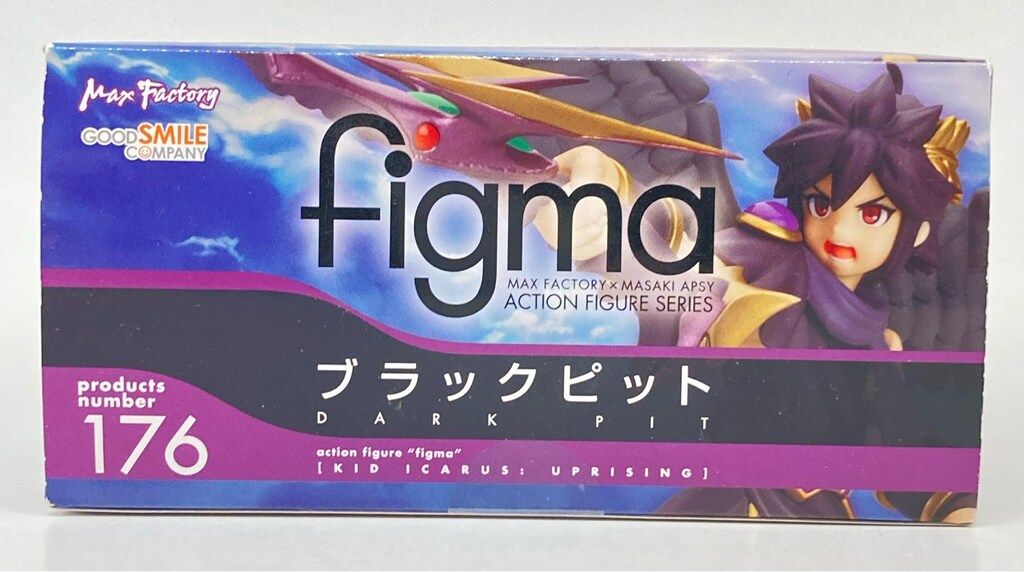 Max Factory
GOOD SMILE
COMPANY
figma
MAX FACTORY × MASAKI APSY
ACTION FIGURE SERIES
ブラックピット
DARK PIT
products
number
176
action figure "figma"
[KID ICARUS: UPRISING]